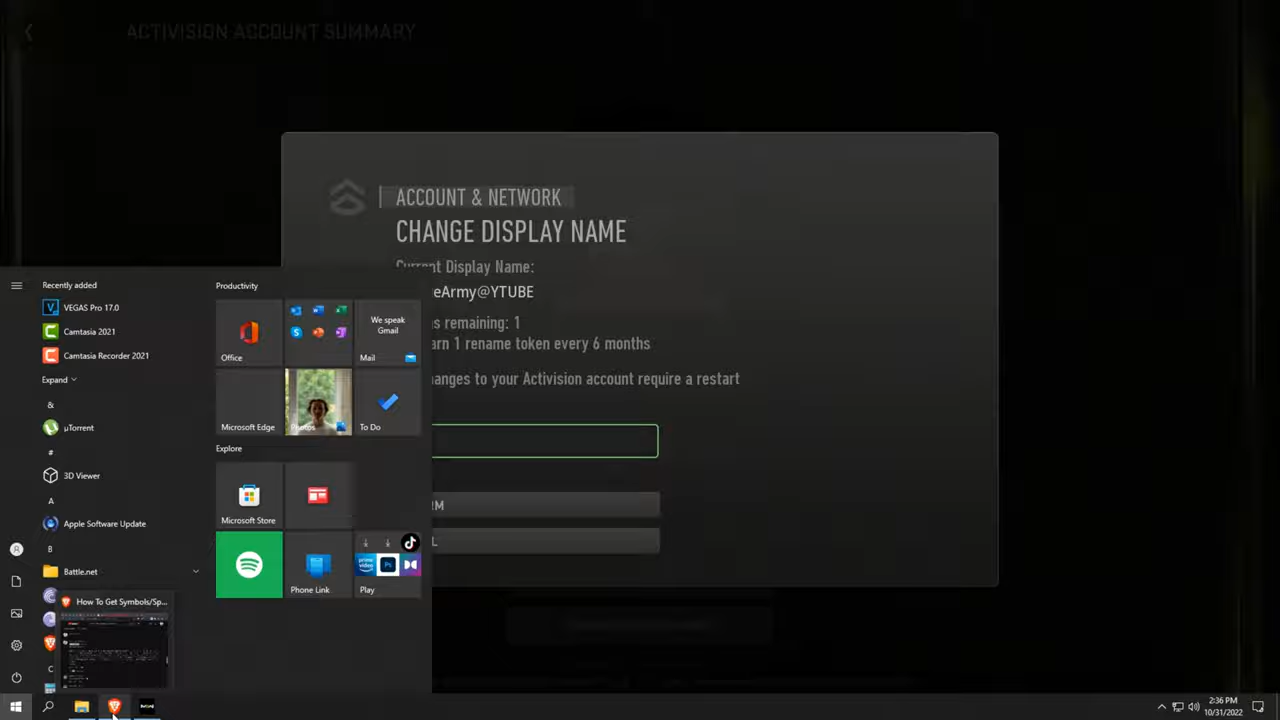 ACTIVISION ACCOUNT SUMMARY
ACCOUNT & NETWORK
CHANGE DISPLAY NAME
Current Display Name:
eArmy@YTUBE
s remaining: 1
arn 1 rename token every 6 months
anges to your Activision account require a restart
RM
L
Recently added
VEGAS Pro 17.0
Camtasia 2021
Camtasia Recorder 2021
Expand
&
µTorrent
#
3D Viewer
A
Apple Software Update
B
Battle.net
C
How To Get Symbols/Sp...
Productivity
Office
We speak
Gmail
Mail
Microsoft Edge
Photos
To Do
Explore
Microsoft Store
Phone Link
prime video
Ps
Play
2:36 PM
10/31/2022